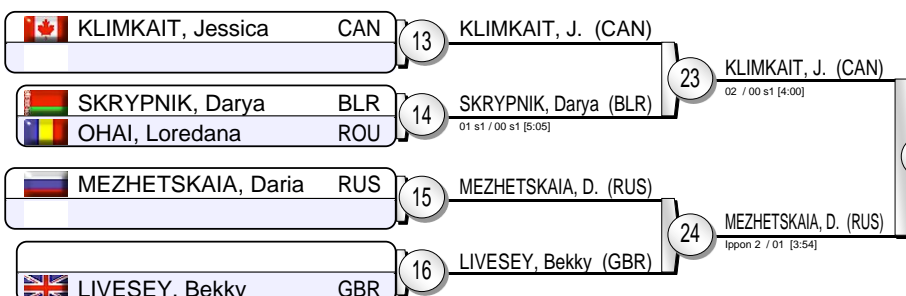 KLIMKAIT, Jessica CAN
13
KLIMKAIT, J. (CAN)
SKRYPNIK, Darya BLR
OHAI, Loredana ROU
14
SKRYPNIK, Darya (BLR)
01 s1 / 00 s1 [5:05]
23
KLIMKAIT, J. (CAN)
02 / 00 s1 [4:00]
MEZHETSKAIA, Daria RUS
15
MEZHETSKAIA, D. (RUS)
LIVESEY, Bekky GBR
16
LIVESEY, Bekky (GBR)
24
MEZHETSKAIA, D. (RUS)
Ippon 2 / 01 [3:54]